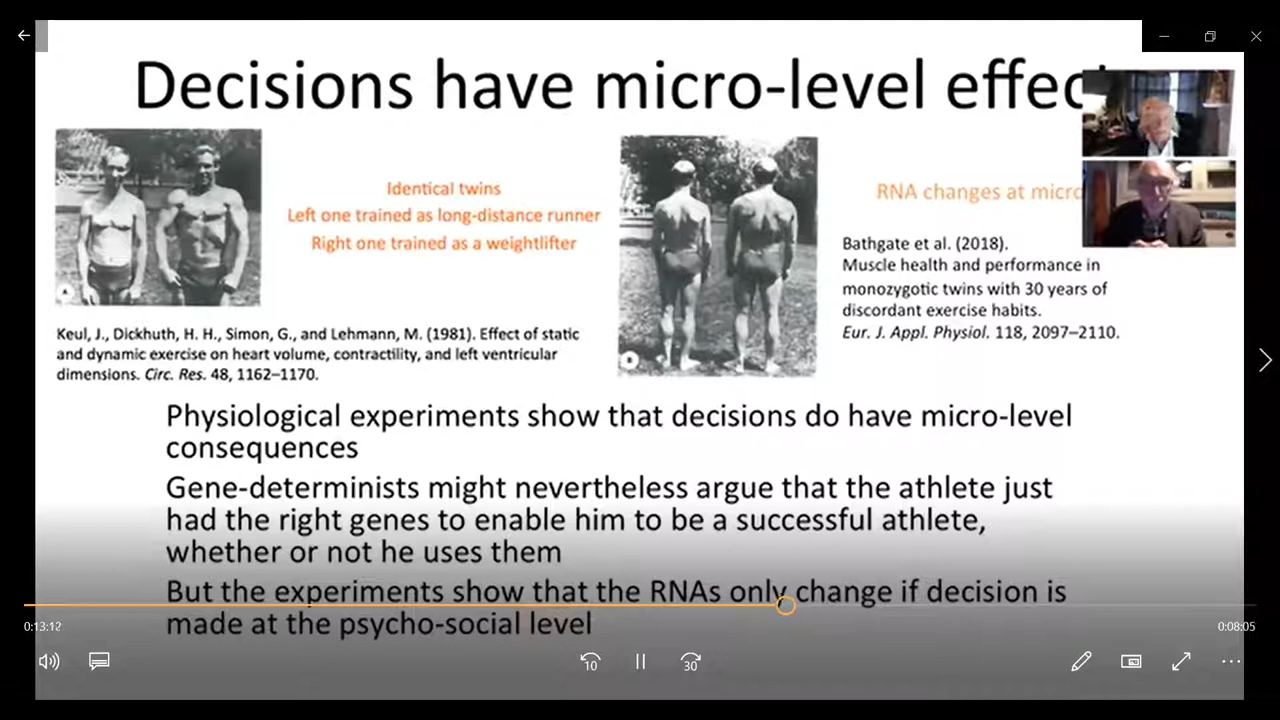 Decisions have micro-level effec
Identical twins
Left one trained as long-distance runner
Right one trained as a weightlifter
Keul, J., Dickhuth, H. H., Simon, G., and Lehmann, M. (1981). Effect of static
and dynamic exercise on heart volume, contractility, and left ventricular
dimensions. Circ. Res. 48, 1162–1170.
RNA changes at micro
Bathgate et al. (2018).
Muscle health and performance in
monozygotic twins with 30 years of
discordant exercise habits.
Eur. J. Appl. Physiol. 118, 2097–2110.
Physiological experiments show that decisions do have micro-level
consequences
Gene-determinists might nevertheless argue that the athlete just
had the right genes to enable him to be a successful athlete,
whether or not he uses them
But the experiments show that the RNAs only change if decision is
made at the psycho-social level
0:13:12
0:08:05
10
30